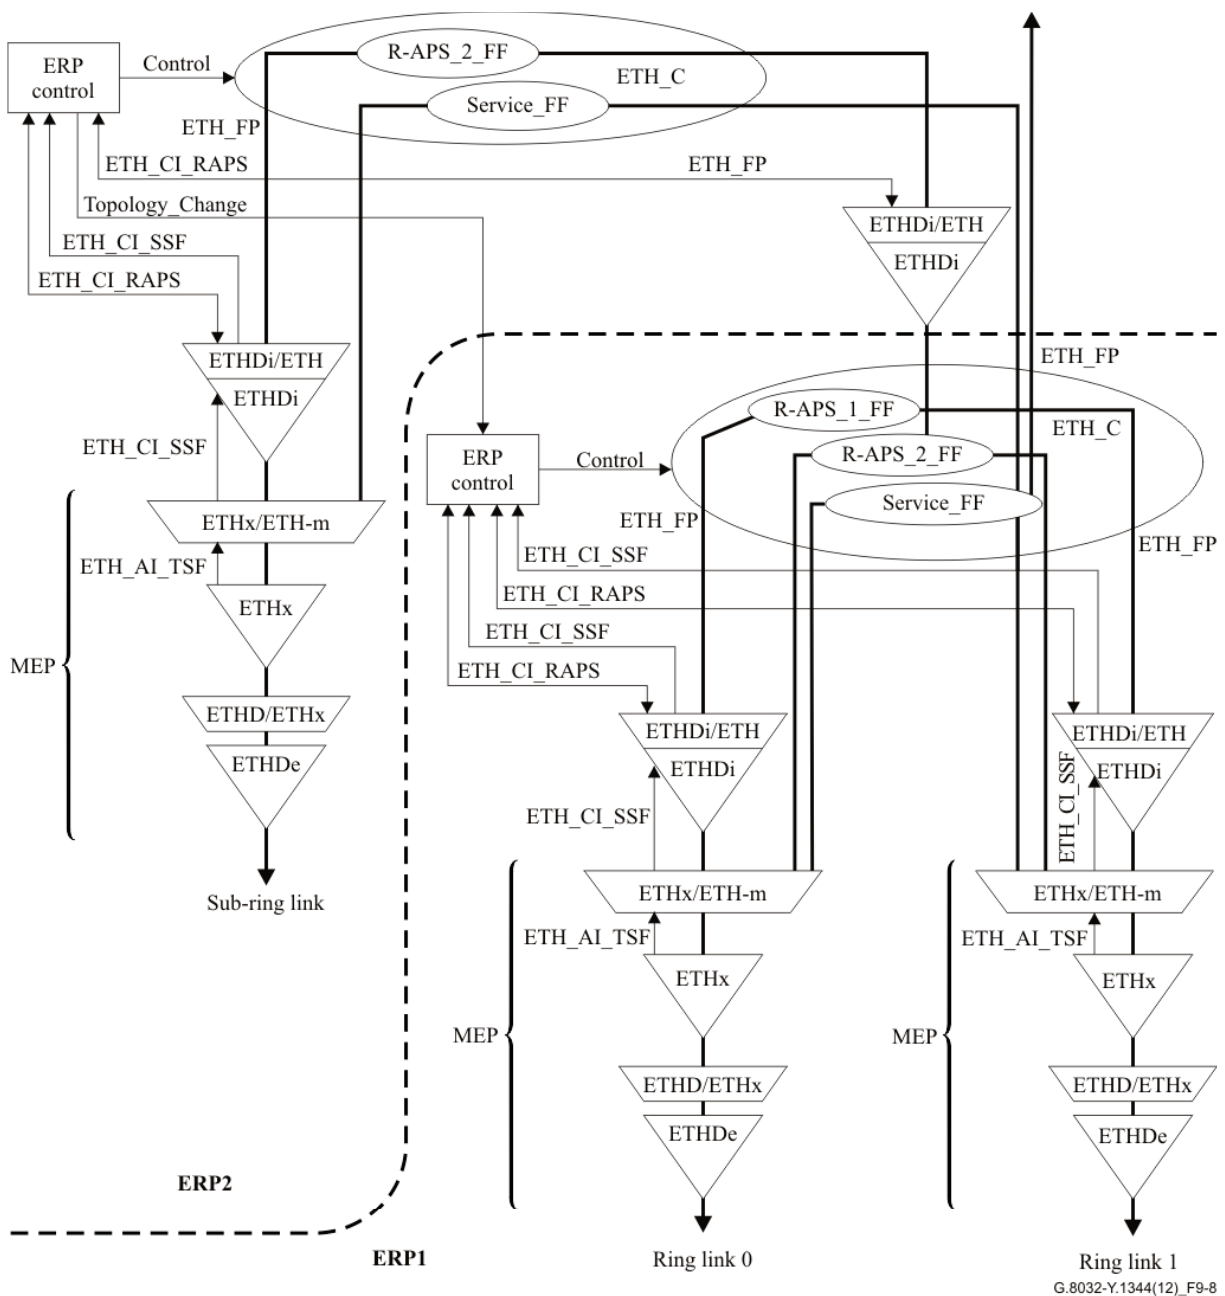 R-APS_2_FF
ERP
control
Control
ETH_C
Service_FF
ETH_FP
ETH_CI_RAPS
ETH_FP
Topology_Change
ETHDi/ETH
ETHDi
ETH_CI_SSF
ETH_CI_RAPS
ETHDi/ETH
ETHDi
ETH_CI_SSF
MEP
ETHx/ETH-m
ETH_AI_TSF
ETHx
ETHD/ETHx
ETHDe
Sub-ring link
ERP2
ETH_FP
R-APS_1_FF
ETH_C
ERP
control
Control
R-APS_2_FF
Service_FF
ETH_FP
ETH_FP
ETH_CI_SSF
ETH_CI_RAPS
ETH_CI_SSF
ETH_CI_RAPS
ETHDi/ETH
ETHDi
ETH_CI_SSF
ETHx/ETH-m
ETH_AI_TSF
ETHx
MEP
ETHD/ETHx
ETHDe
Ring link 0
ETHDi/ETH
ETHDi
ETH_CI_SSF
ETHx/ETH-m
ETH_AI_TSF
ETHx
MEP
ETHD/ETHx
ETHDe
Ring link 1
ERP1
G.8032-Y.1344(12)_F9-8